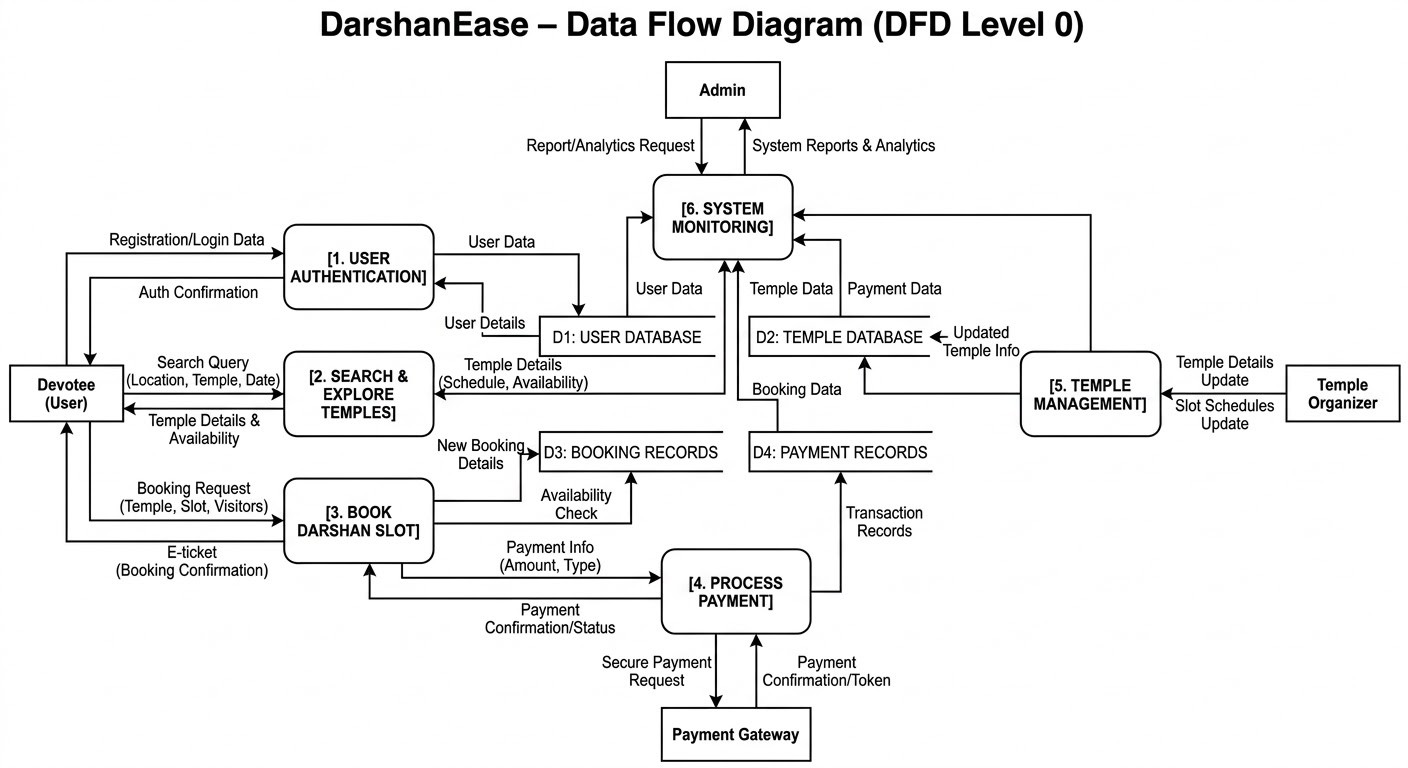 DarshanEase – Data Flow Diagram (DFD Level 0)
Admin
Report/Analytics Request
System Reports & Analytics
[6. SYSTEM
MONITORING]
Registration/Login Data
[1. USER
AUTHENTICATION]
User Data
Auth Confirmation
User Details
User Data
Temple Data
Payment Data
D1: USER DATABASE
D2: TEMPLE DATABASE
Updated
Temple Info
Devotee
(User)
Search Query
(Location, Temple, Date)
[2. SEARCH &
EXPLORE
TEMPLES]
Temple Details
(Schedule, Availability)
Temple Details &
Availability
Booking Data
[5. TEMPLE
MANAGEMENT]
Temple Details
Update
Slot Schedules
Update
Temple
Organizer
New Booking
Details
D3: BOOKING RECORDS
D4: PAYMENT RECORDS
Booking Request
(Temple, Slot, Visitors)
[3. BOOK
DARSHAN SLOT]
Availability
Check
Transaction
Records
E-ticket
(Booking Confirmation)
Payment Info
(Amount, Type)
[4. PROCESS
PAYMENT]
Payment
Confirmation/Status
Secure Payment
Request
Payment
Confirmation/Token
Payment Gateway